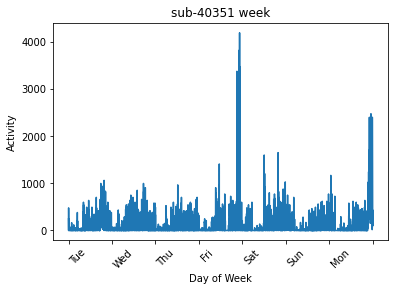 sub-40351 week
4000
3000
2000
1000
0
Activity
Tue Wed Thu Fri Sat Sun Mon
Day of Week